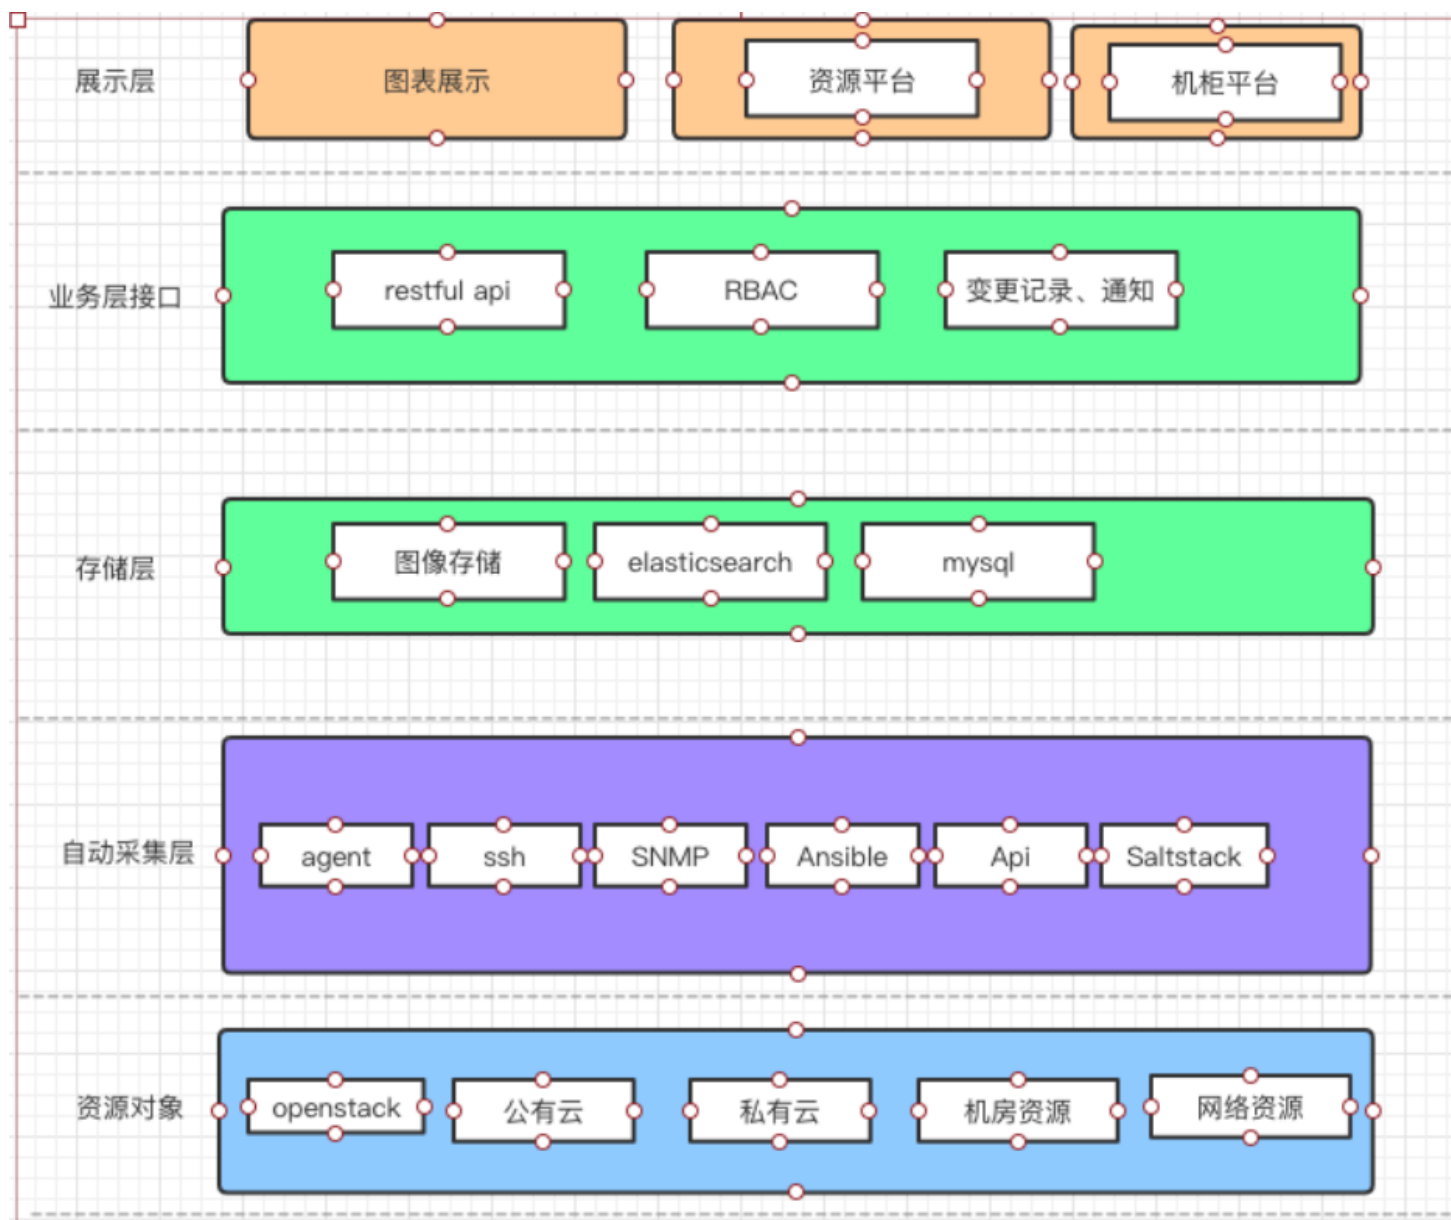 展示层
图表展示
资源平台
机柜平台
业务层接口
restful api
RBAC
变更记录、通知
存储层
图像存储
elasticsearch
mysql
自动采集层
agent
ssh
SNMP
Ansible
Api
Saltstack
资源对象
openstack
公有云
私有云
机房资源
网络资源